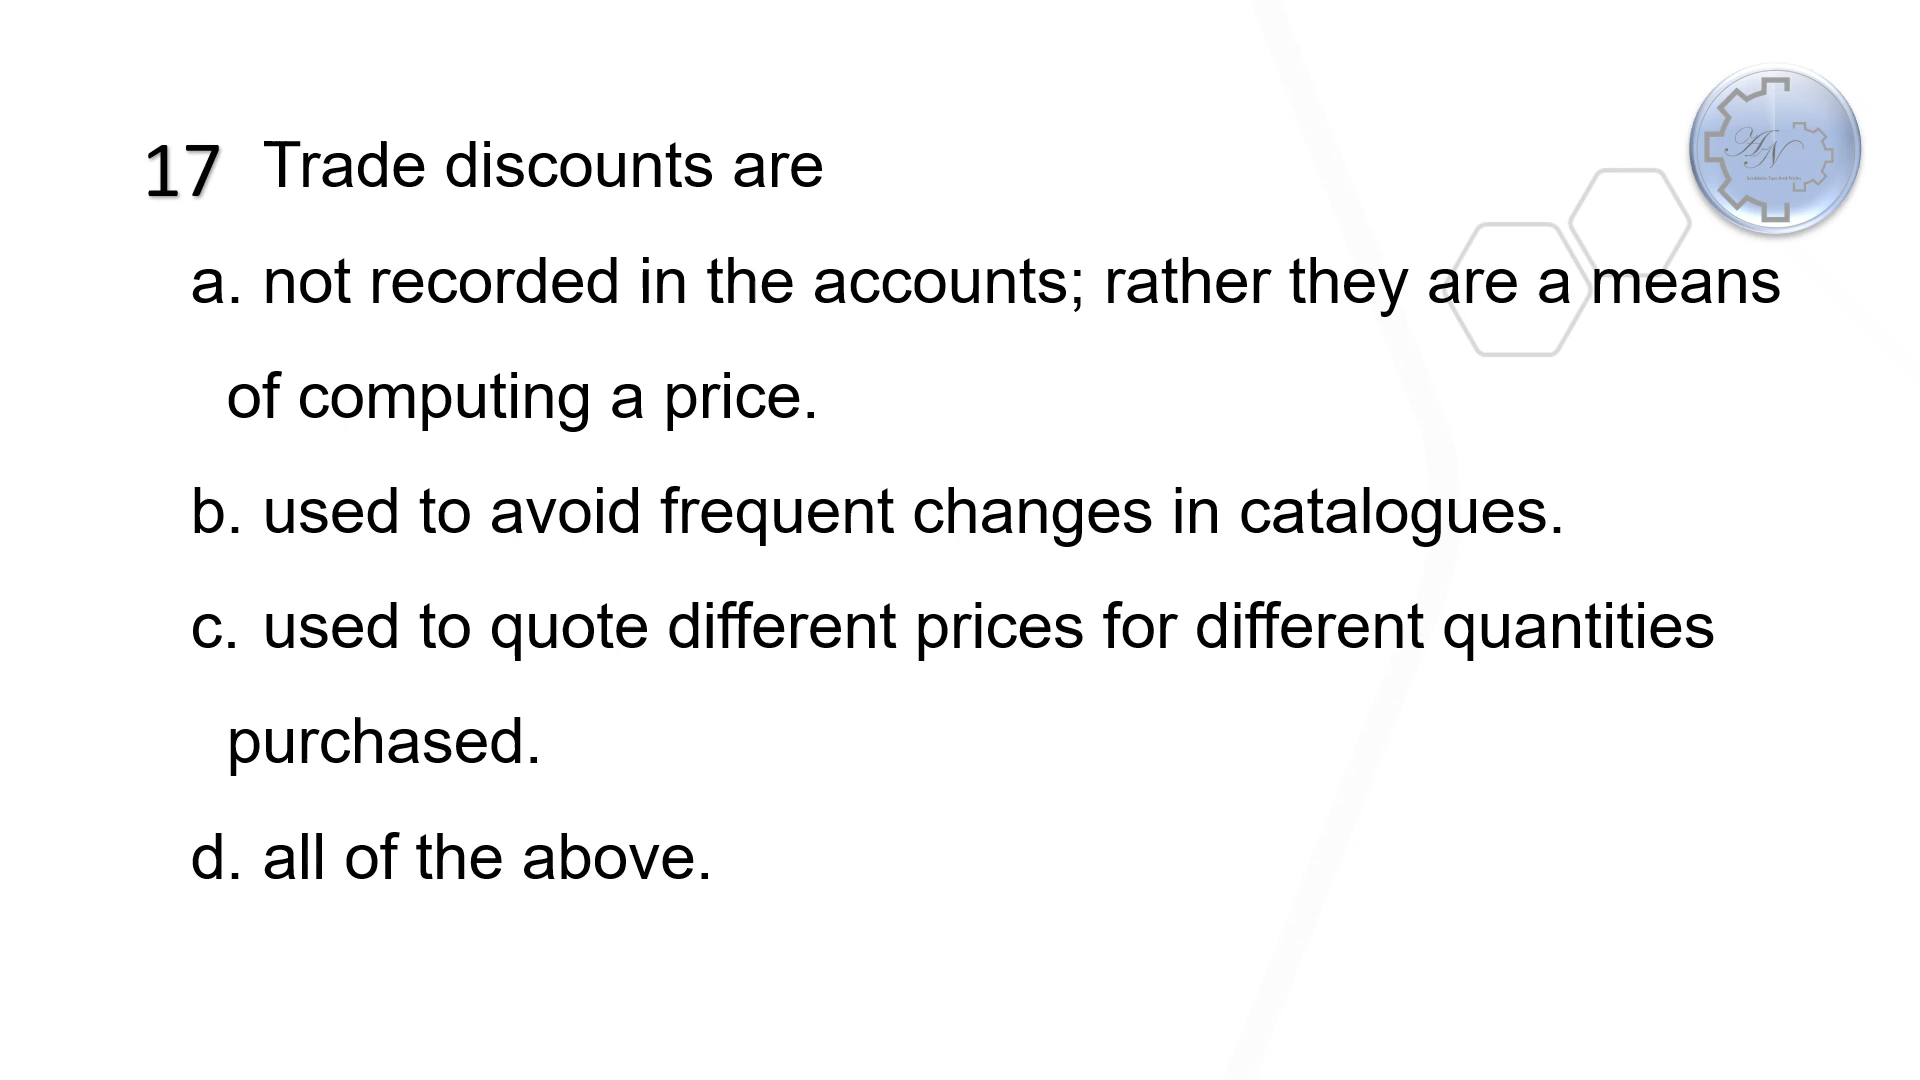 17 Trade discounts are
a. not recorded in the accounts; rather they are a means
of computing a price.
b. used to avoid frequent changes in catalogues.
c. used to quote different prices for different quantities
purchased.
d. all of the above.
AN